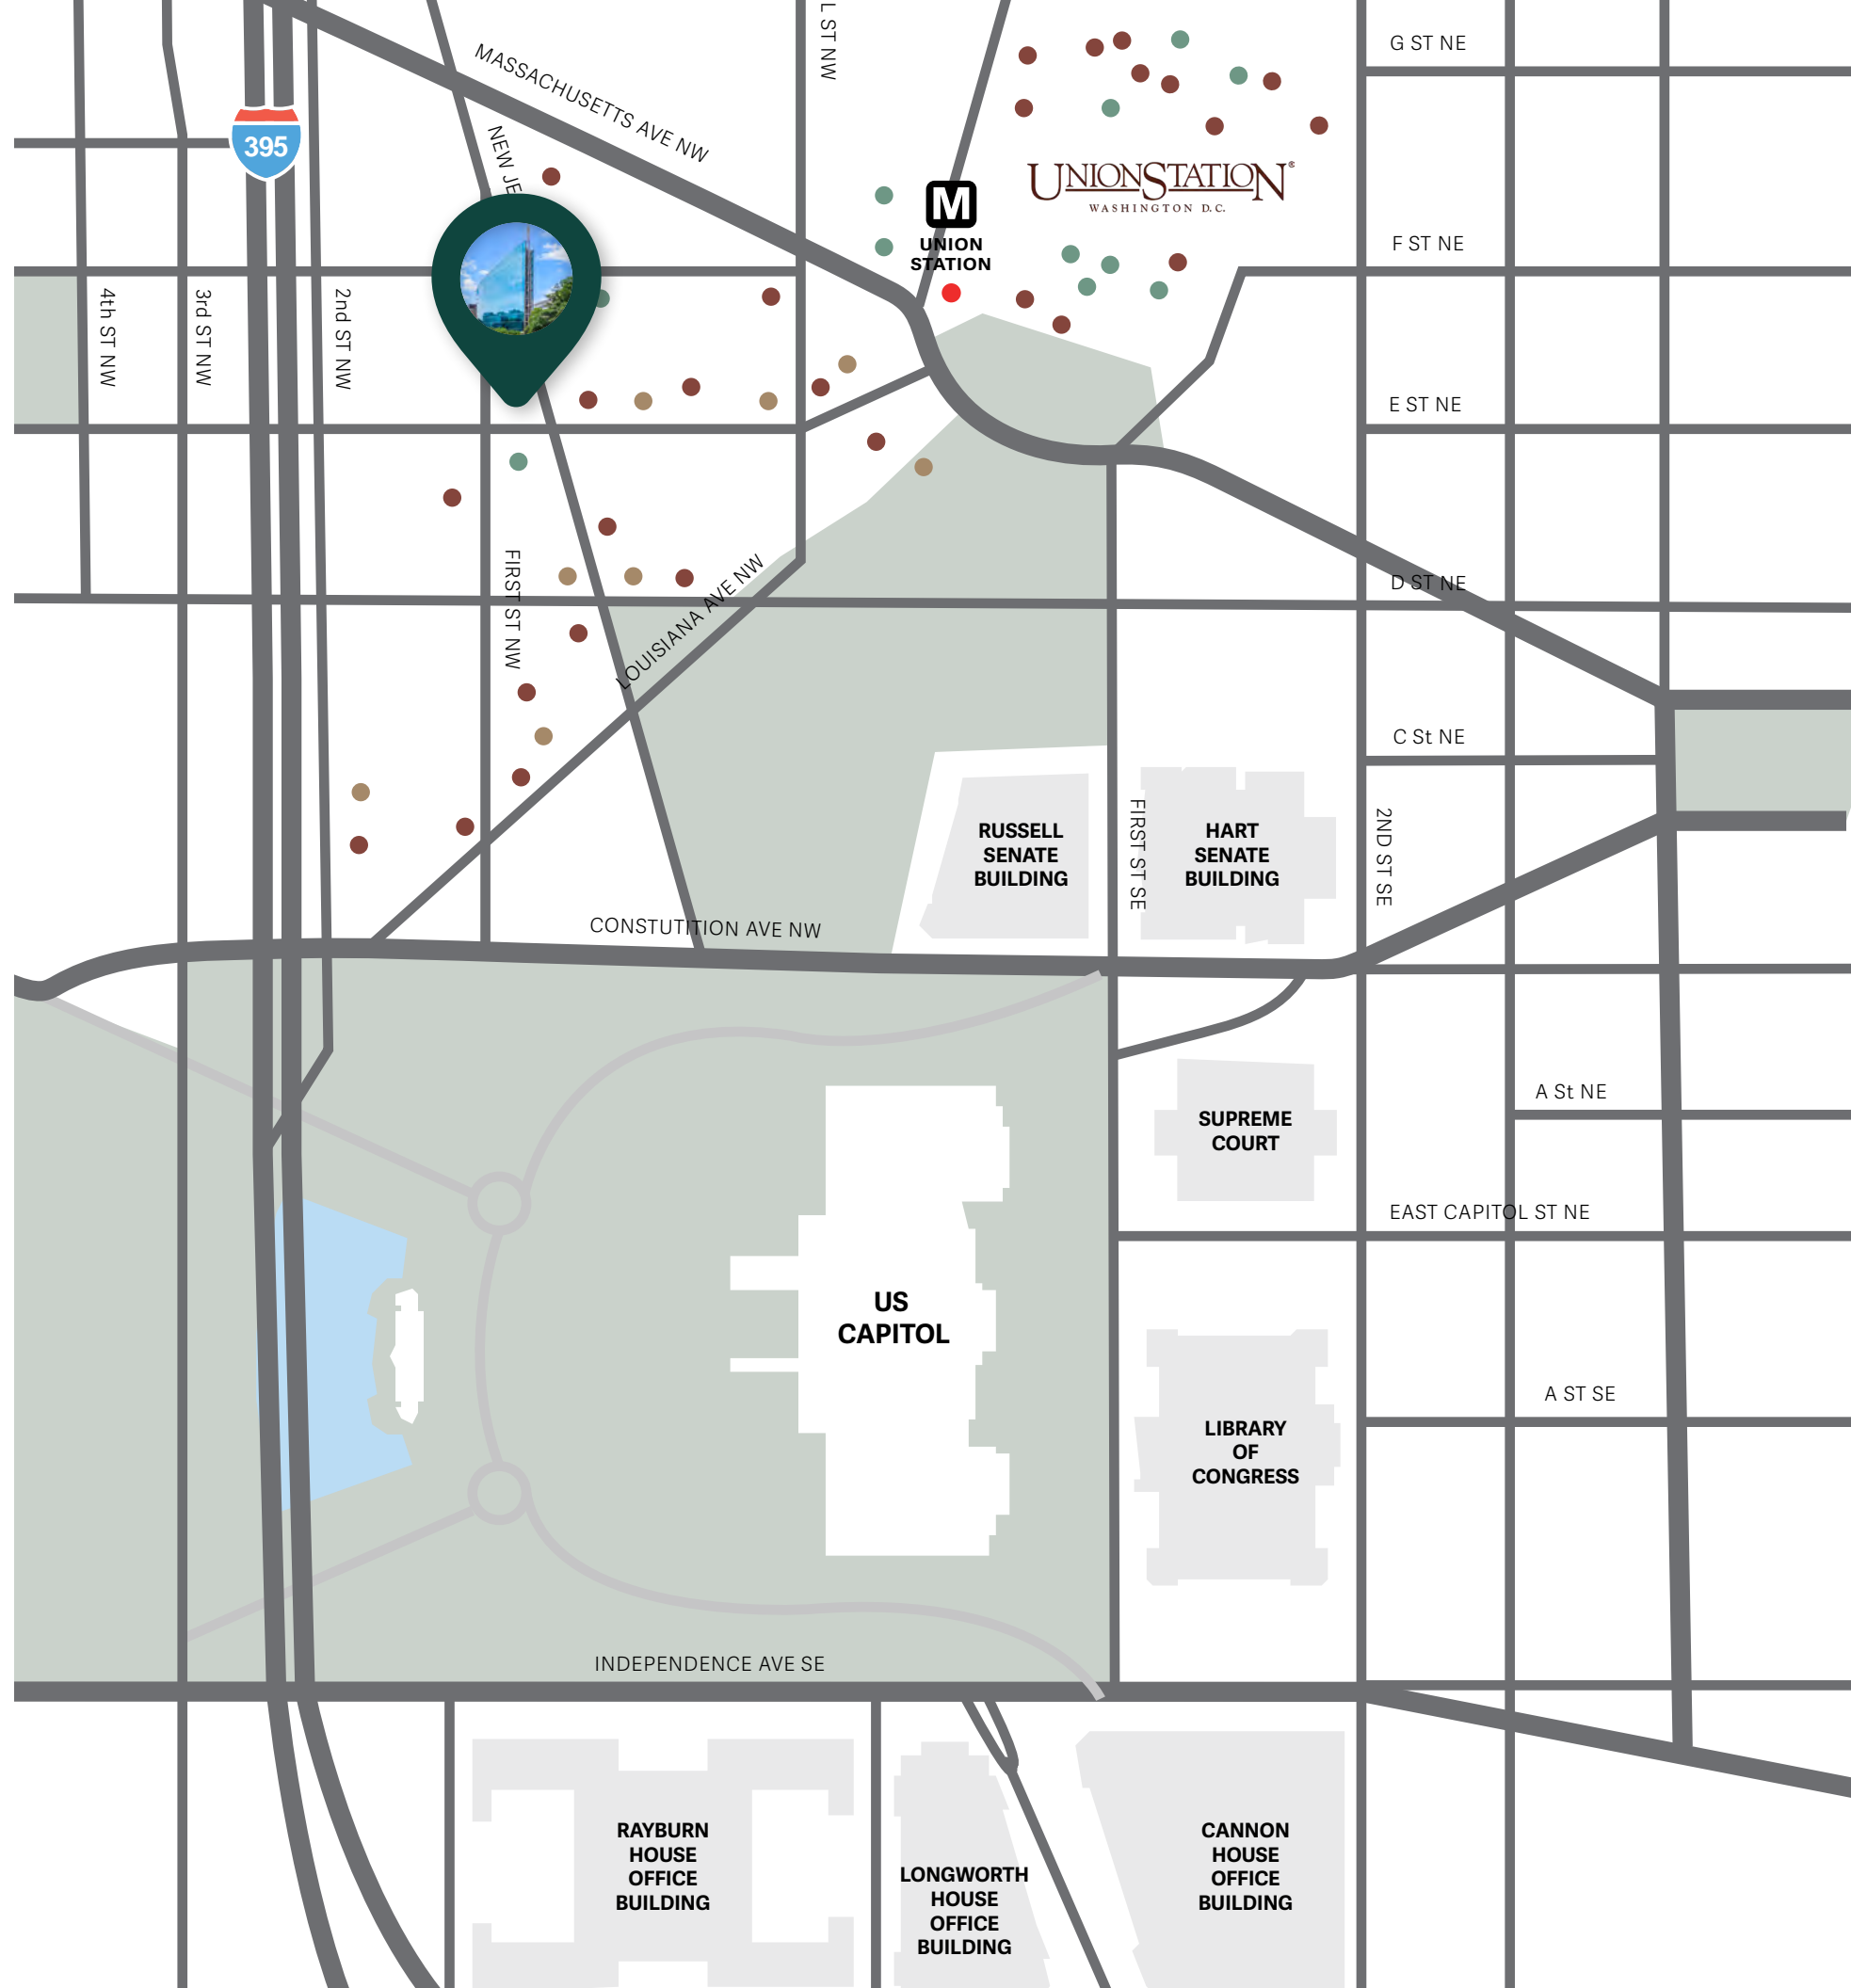 L ST NW
G ST NE
MASSACHUSETTS AVE NW
395
NEW JE
UNIONSTATION®
WASHINGTON D.C.
M
UNION
STATION
F ST NE
4th ST NW
3rd ST NW
2nd ST NW
E ST NE
FIRST ST NW
LOUISIANA AVE NW
D ST NE
C St NE
RUSSELL
SENATE
BUILDING
FIRST ST SE
HART
SENATE
BUILDING
2ND ST SE
CONSTUTITION AVE NW
A St NE
SUPREME
COURT
EAST CAPITOL ST NE
US
CAPITOL
A ST SE
LIBRARY
OF
CONGRESS
INDEPENDENCE AVE SE
RAYBURN
HOUSE
OFFICE
BUILDING
LONGWORTH
HOUSE
OFFICE
BUILDING
CANNON
HOUSE
OFFICE
BUILDING